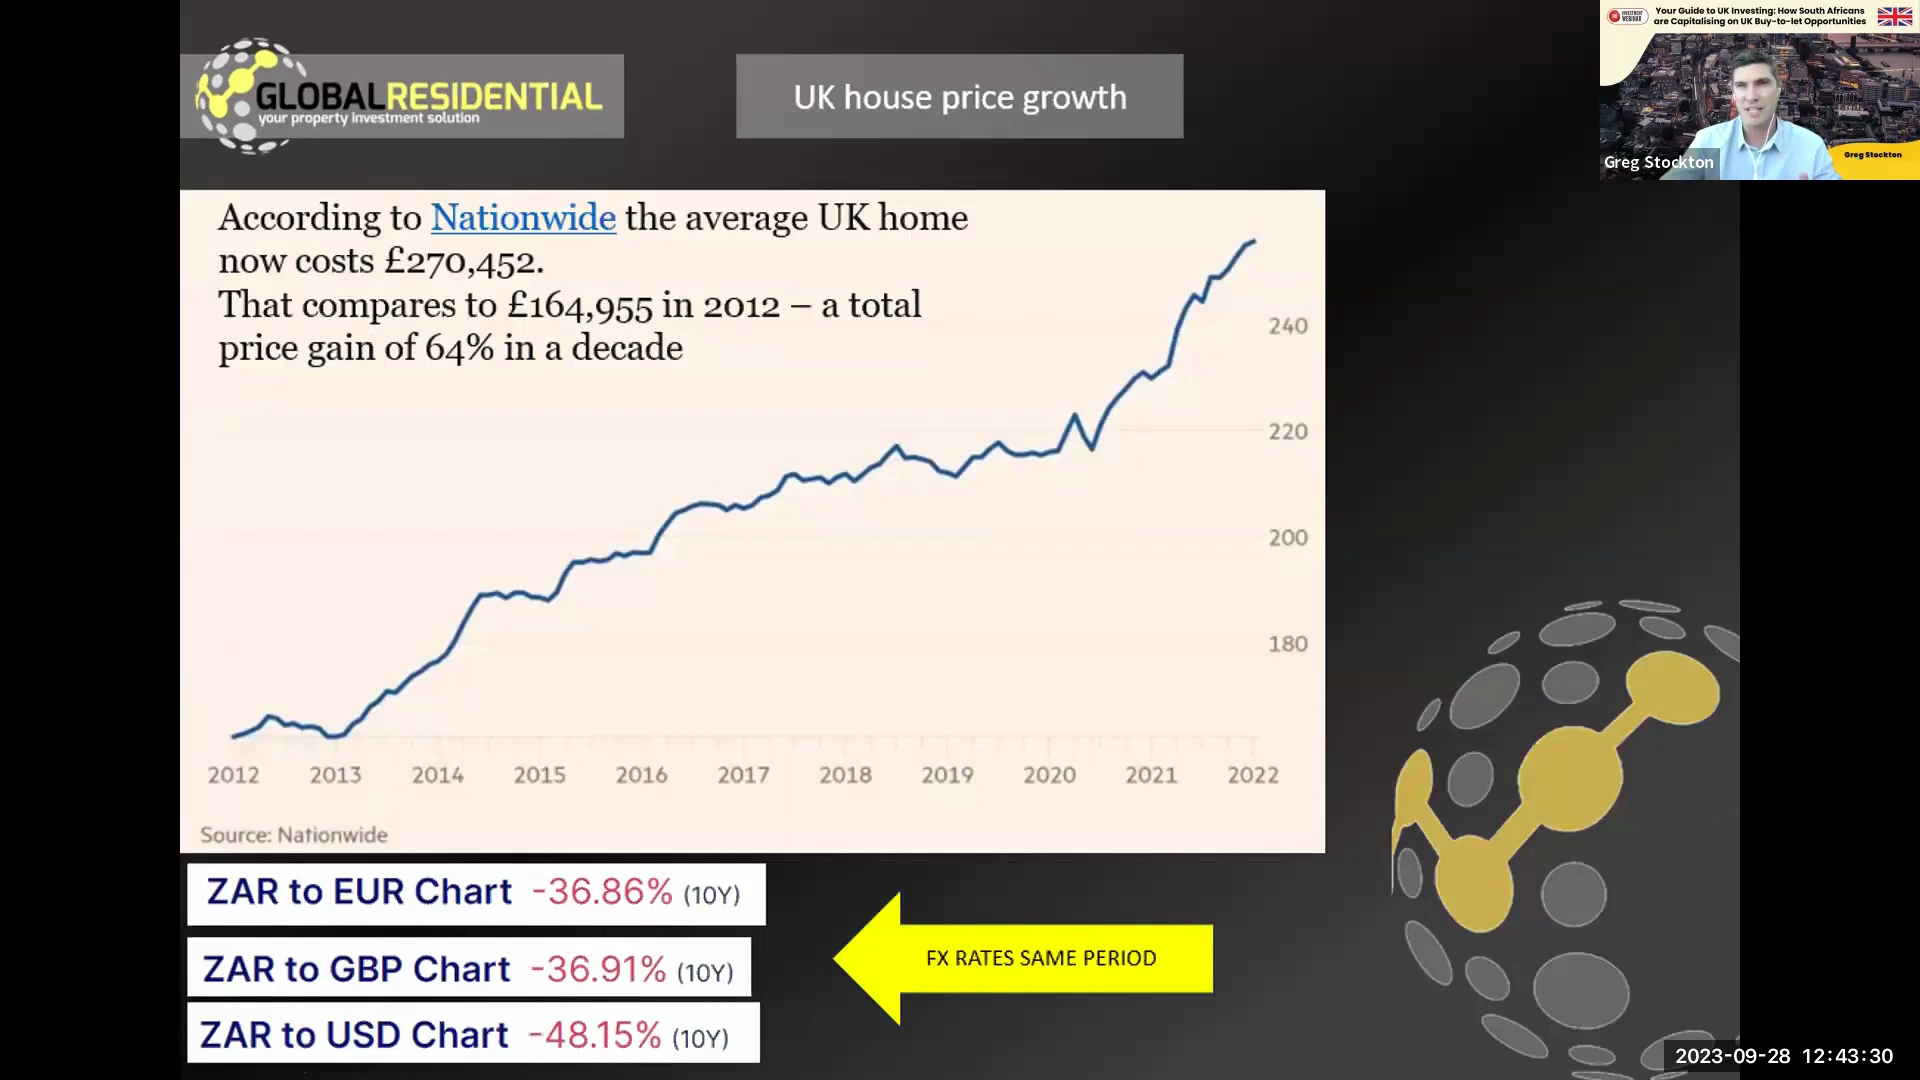 GLOBALRESIDENTIAL
your property investment solution
UK house price growth
INVESTMENT
WEBINAR
Your Guide to UK Investing: How South Africans
are Capitalising on UK Buy-to-let Opportunities
Greg Stockton
Greg Stockton
According to Nationwide the average UK home
now costs £270,452.
That compares to £164,955 in 2012 – a total
price gain of 64% in a decade
240
220
200
180
2012 2013 2014 2015 2016 2017 2018 2019 2020 2021 2022
Source: Nationwide
ZAR to EUR Chart -36.86% (10Y)
ZAR to GBP Chart -36.91% (10Y)
ZAR to USD Chart -48.15% (10Y)
FX RATES SAME PERIOD
2023-09-28 12:43:30